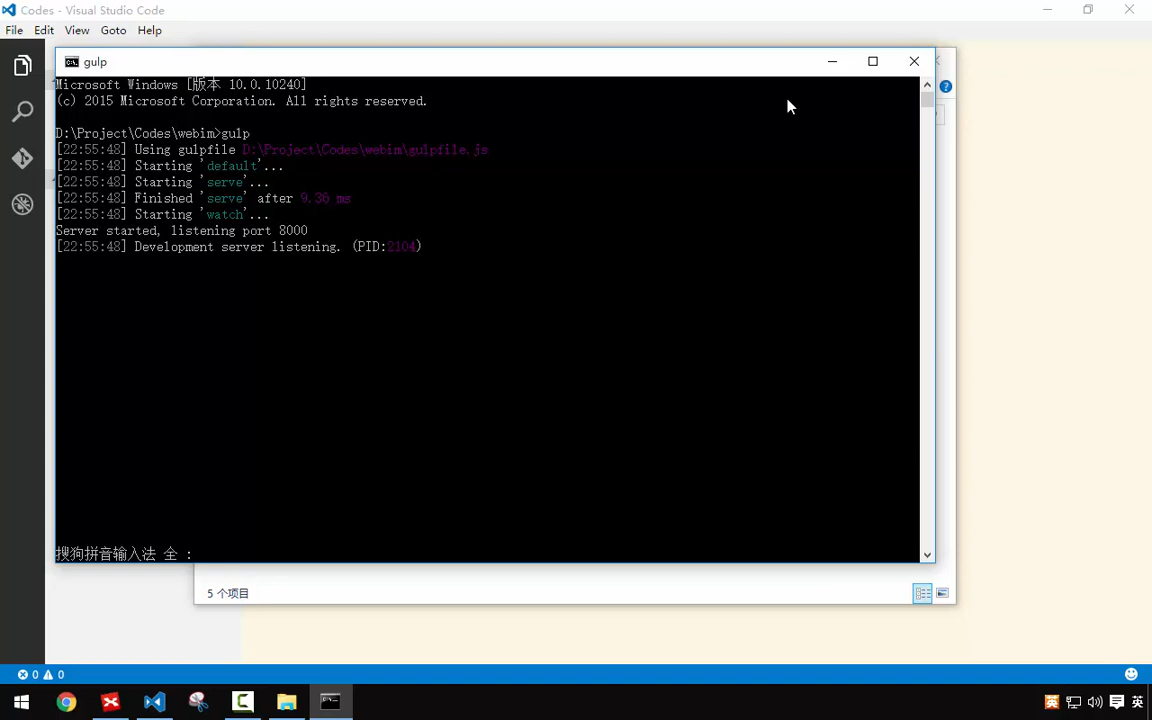 Codes - Visual Studio Code
File Edit View Goto Help
gulp
Microsoft Windows [版本 10.0.10240]
(c) 2015 Microsoft Corporation. All rights reserved.
D:\Project\Codes\webim>gulp
[22:55:48] Using gulpfile D:\Project\Codes\webim\gulpfile.js
[22:55:48] Starting 'default'...
[22:55:48] Starting 'serve'...
[22:55:48] Finished 'serve' after 9.36 ms
[22:55:48] Starting 'watch'...
Server started, listening port 8000
[22:55:48] Development server listening. (PID:2104)
搜狗拼音输入法 全 :
5 个项目
0 0
英